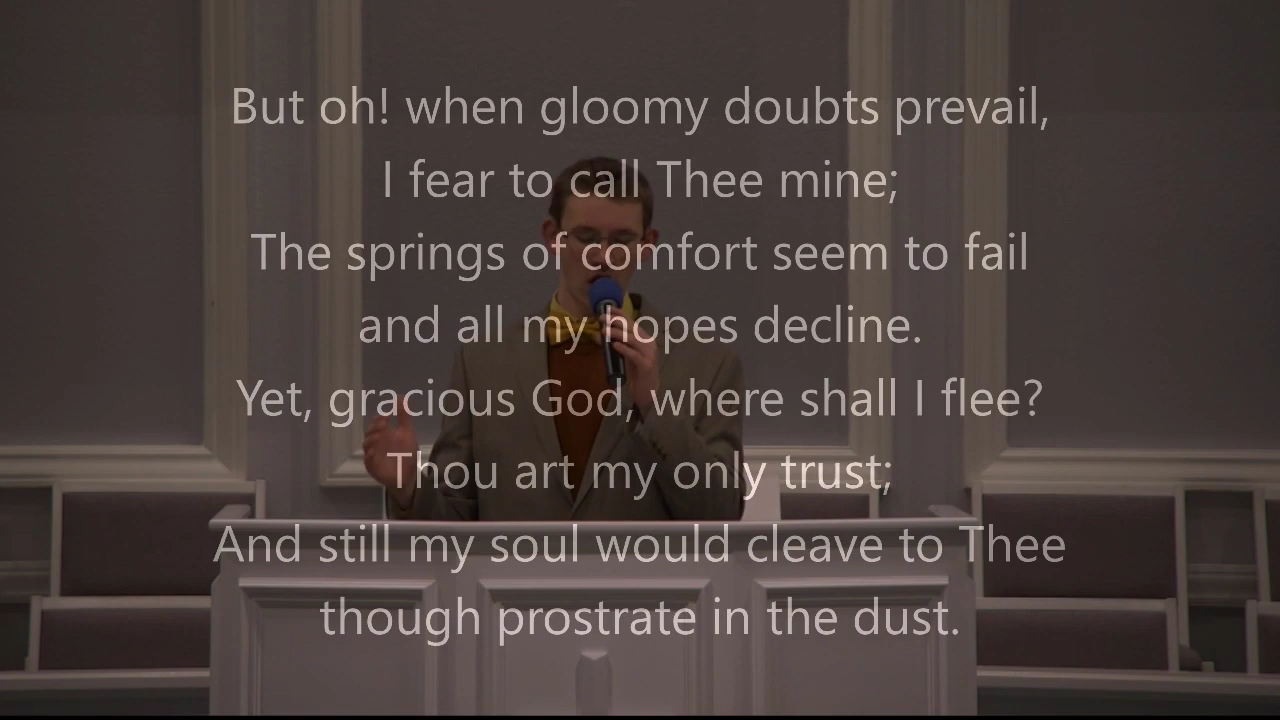 But oh! when gloomy doubts prevail,
I fear to call Thee mine;
The springs of comfort seem to fail
and all my hopes decline.
Yet, gracious God, where shall I flee?
Thou art my only trust;
And still my soul would cleave to Thee
though prostrate in the dust.